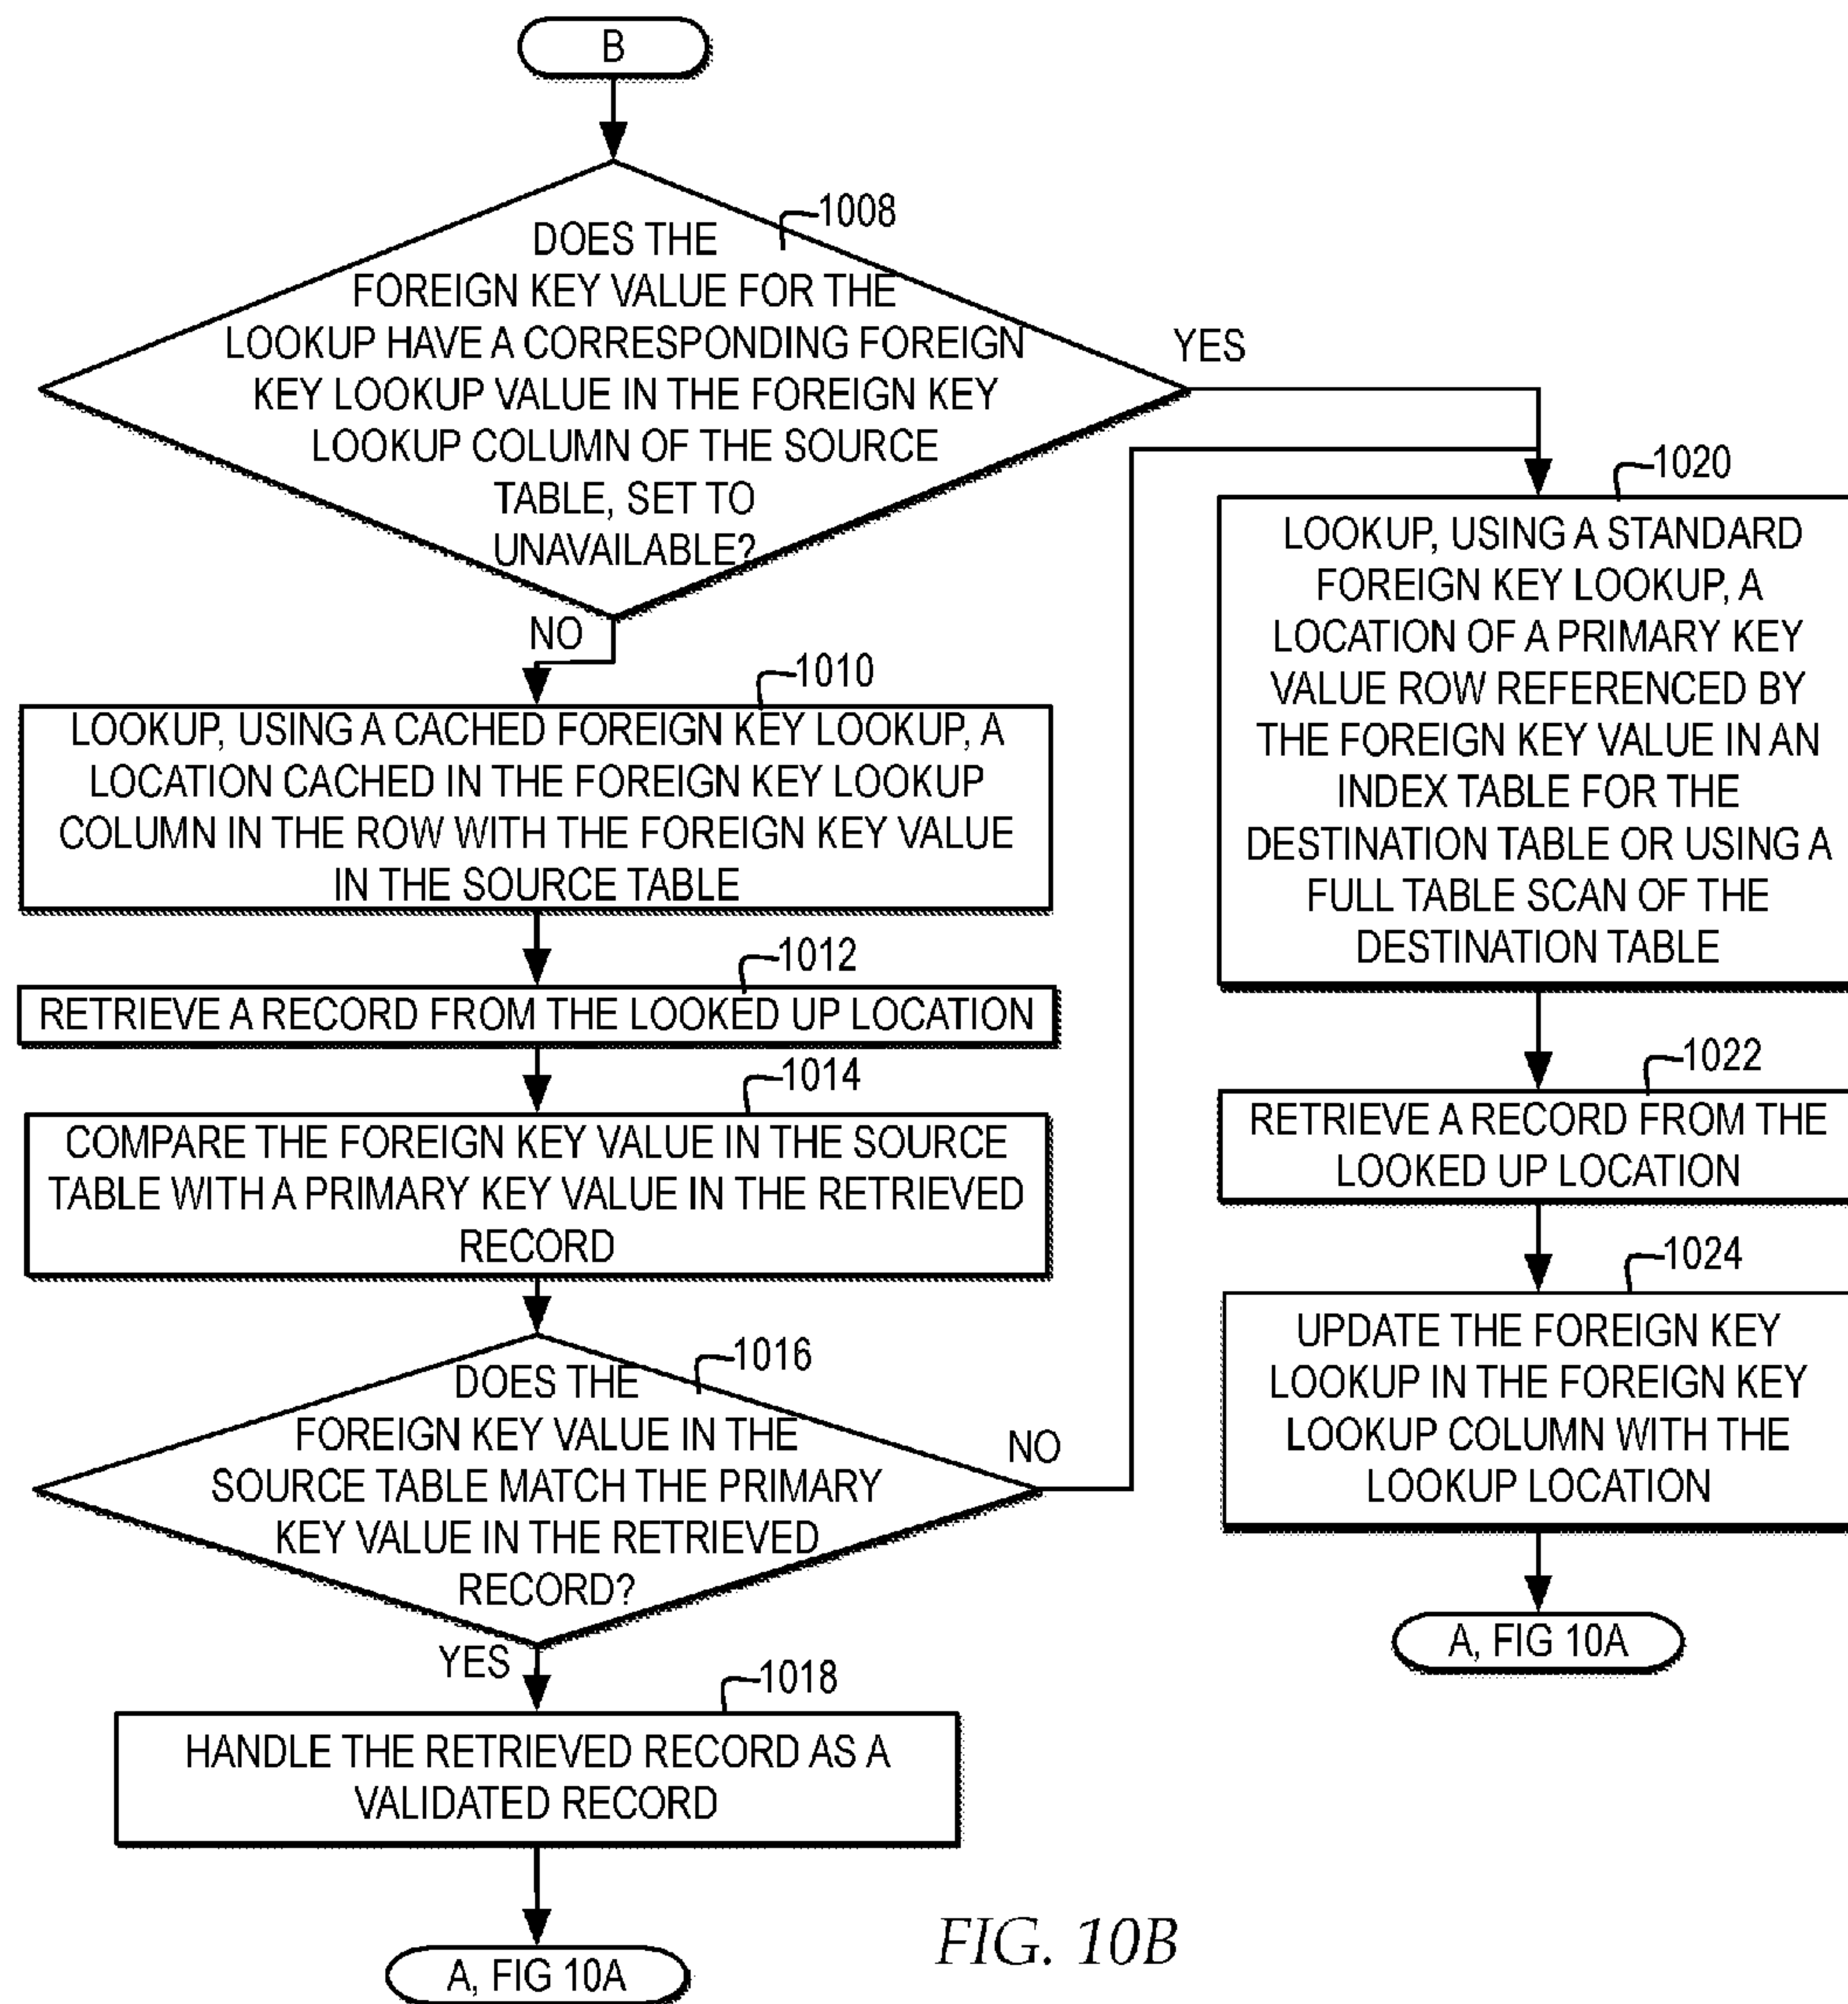 B
1008
DOES THE
FOREIGN KEY VALUE FOR THE
LOOKUP HAVE A CORRESPONDING FOREIGN
KEY LOOKUP VALUE IN THE FOREIGN KEY
LOOKUP COLUMN OF THE SOURCE
TABLE, SET TO
UNAVAILABLE?
YES
NO
1010
LOOKUP, USING A CACHED FOREIGN KEY LOOKUP, A
LOCATION CACHED IN THE FOREIGN KEY LOOKUP
COLUMN IN THE ROW WITH THE FOREIGN KEY VALUE
IN THE SOURCE TABLE
1012
RETRIEVE A RECORD FROM THE LOOKED UP LOCATION
1014
COMPARE THE FOREIGN KEY VALUE IN THE SOURCE
TABLE WITH A PRIMARY KEY VALUE IN THE RETRIEVED
RECORD
1016
DOES THE
FOREIGN KEY VALUE IN THE
SOURCE TABLE MATCH THE PRIMARY
KEY VALUE IN THE RETRIEVED
RECORD?
NO
YES
1018
HANDLE THE RETRIEVED RECORD AS A
VALIDATED RECORD
A, FIG 10A
1020
LOOKUP, USING A STANDARD
FOREIGN KEY LOOKUP, A
LOCATION OF A PRIMARY KEY
VALUE ROW REFERENCED BY
THE FOREIGN KEY VALUE IN AN
INDEX TABLE FOR THE
DESTINATION TABLE OR USING A
FULL TABLE SCAN OF THE
DESTINATION TABLE
1022
RETRIEVE A RECORD FROM THE
LOOKED UP LOCATION
1024
UPDATE THE FOREIGN KEY
LOOKUP IN THE FOREIGN KEY
LOOKUP COLUMN WITH THE
LOOKUP LOCATION
A, FIG 10A
FIG. 10B